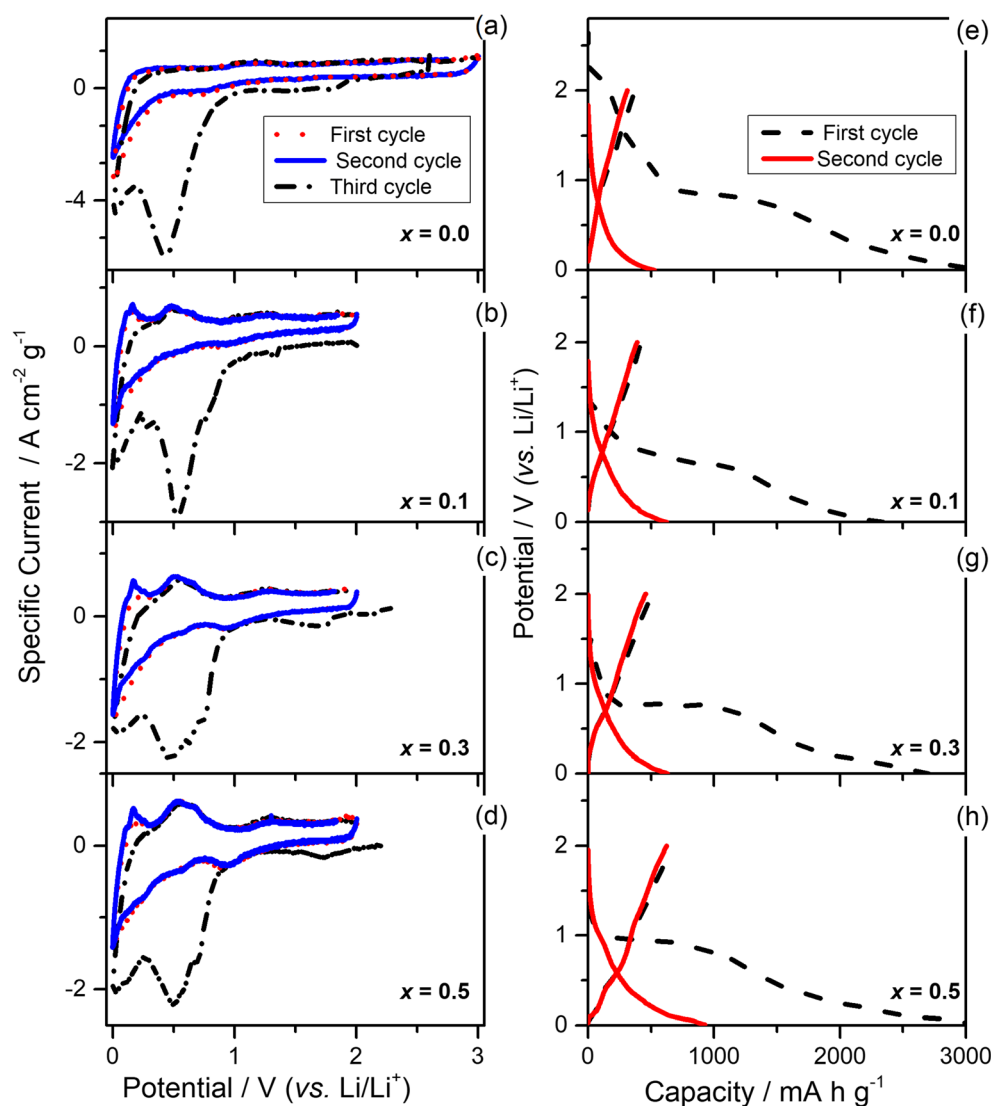 (a)
0
-4
First cycle
Second cycle
Third cycle
x = 0.0
(b)
0
-2
x = 0.1
(c)
0
-2
x = 0.3
(d)
0
-2
x = 0.5
0 1 2 3
Potential / V (vs. Li/Li⁺)
Specific Current / A cm⁻² g⁻¹
(e)
2
1
0
First cycle
Second cycle
x = 0.0
(f)
2
1
0
x = 0.1
(g)
2
1
0
x = 0.3
(h)
2
1
0
x = 0.5
0 1000 2000 3000
Capacity / mA h g⁻¹
Potential / V (vs. Li/Li⁺)